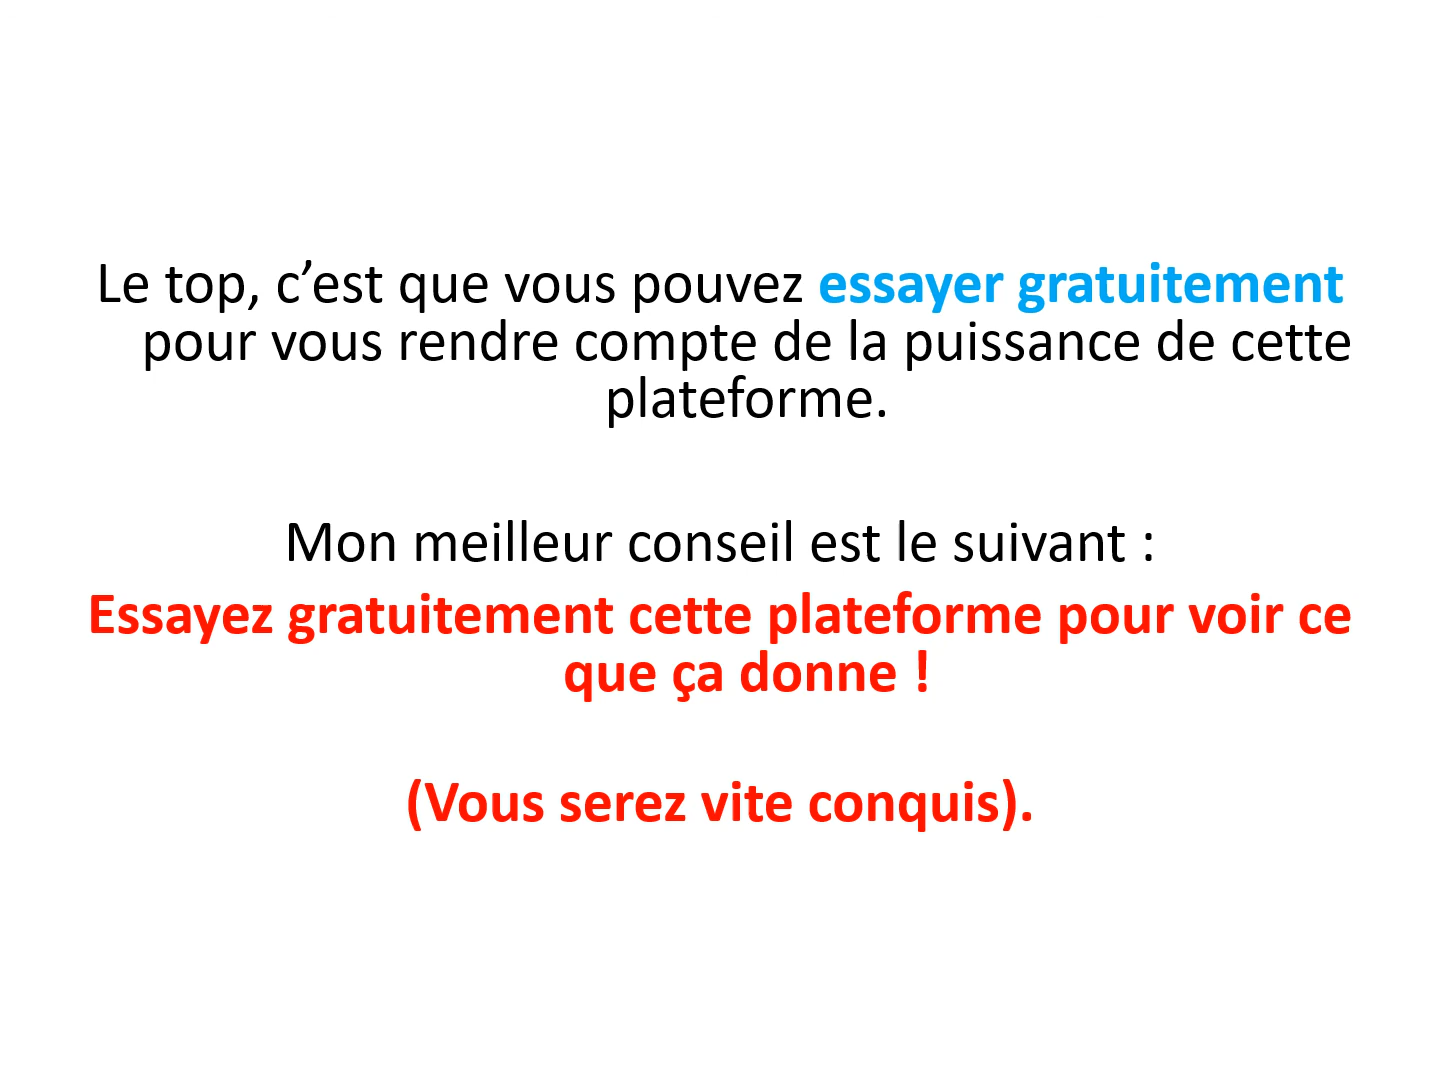 Le top, c’est que vous pouvez essayer gratuitement
pour vous rendre compte de la puissance de cette
plateforme.
Mon meilleur conseil est le suivant :
Essayez gratuitement cette plateforme pour voir ce
que ça donne !
(Vous serez vite conquis).